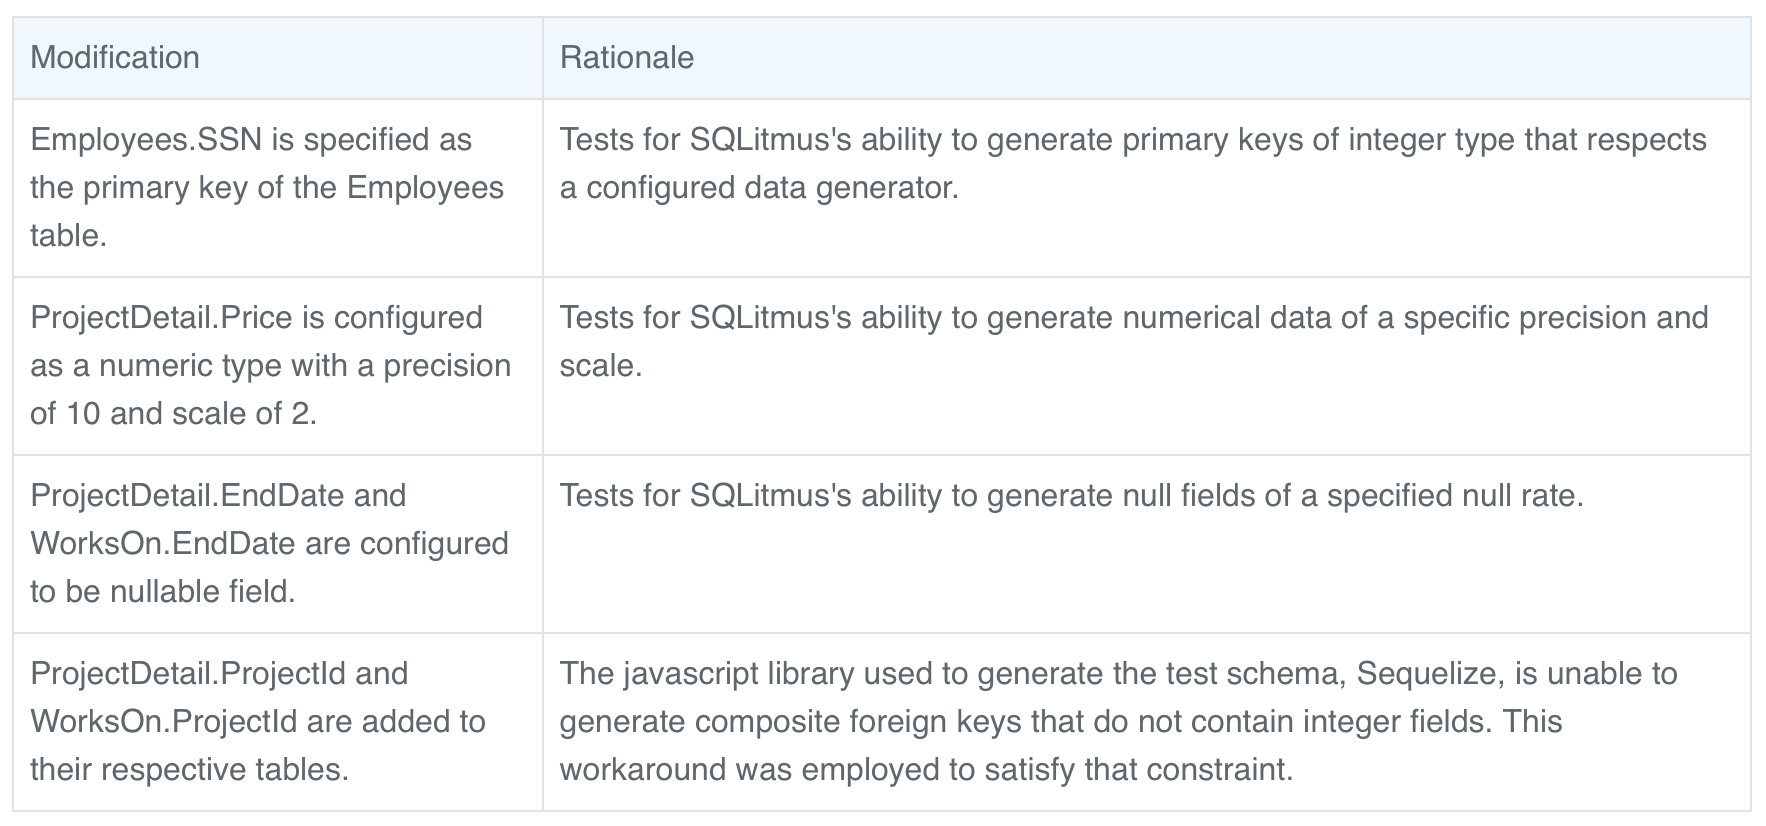 Modification
Rationale
Employees.SSN is specified as
the primary key of the Employees
table.
Tests for SQLitmus's ability to generate primary keys of integer type that respects
a configured data generator.
ProjectDetail.Price is configured
as a numeric type with a precision
of 10 and scale of 2.
Tests for SQLitmus's ability to generate numerical data of a specific precision and
scale.
ProjectDetail.EndDate and
WorksOn.EndDate are configured
to be nullable field.
Tests for SQLitmus's ability to generate null fields of a specified null rate.
ProjectDetail.ProjectId and
WorksOn.ProjectId are added to
their respective tables.
The javascript library used to generate the test schema, Sequelize, is unable to
generate composite foreign keys that do not contain integer fields. This
workaround was employed to satisfy that constraint.